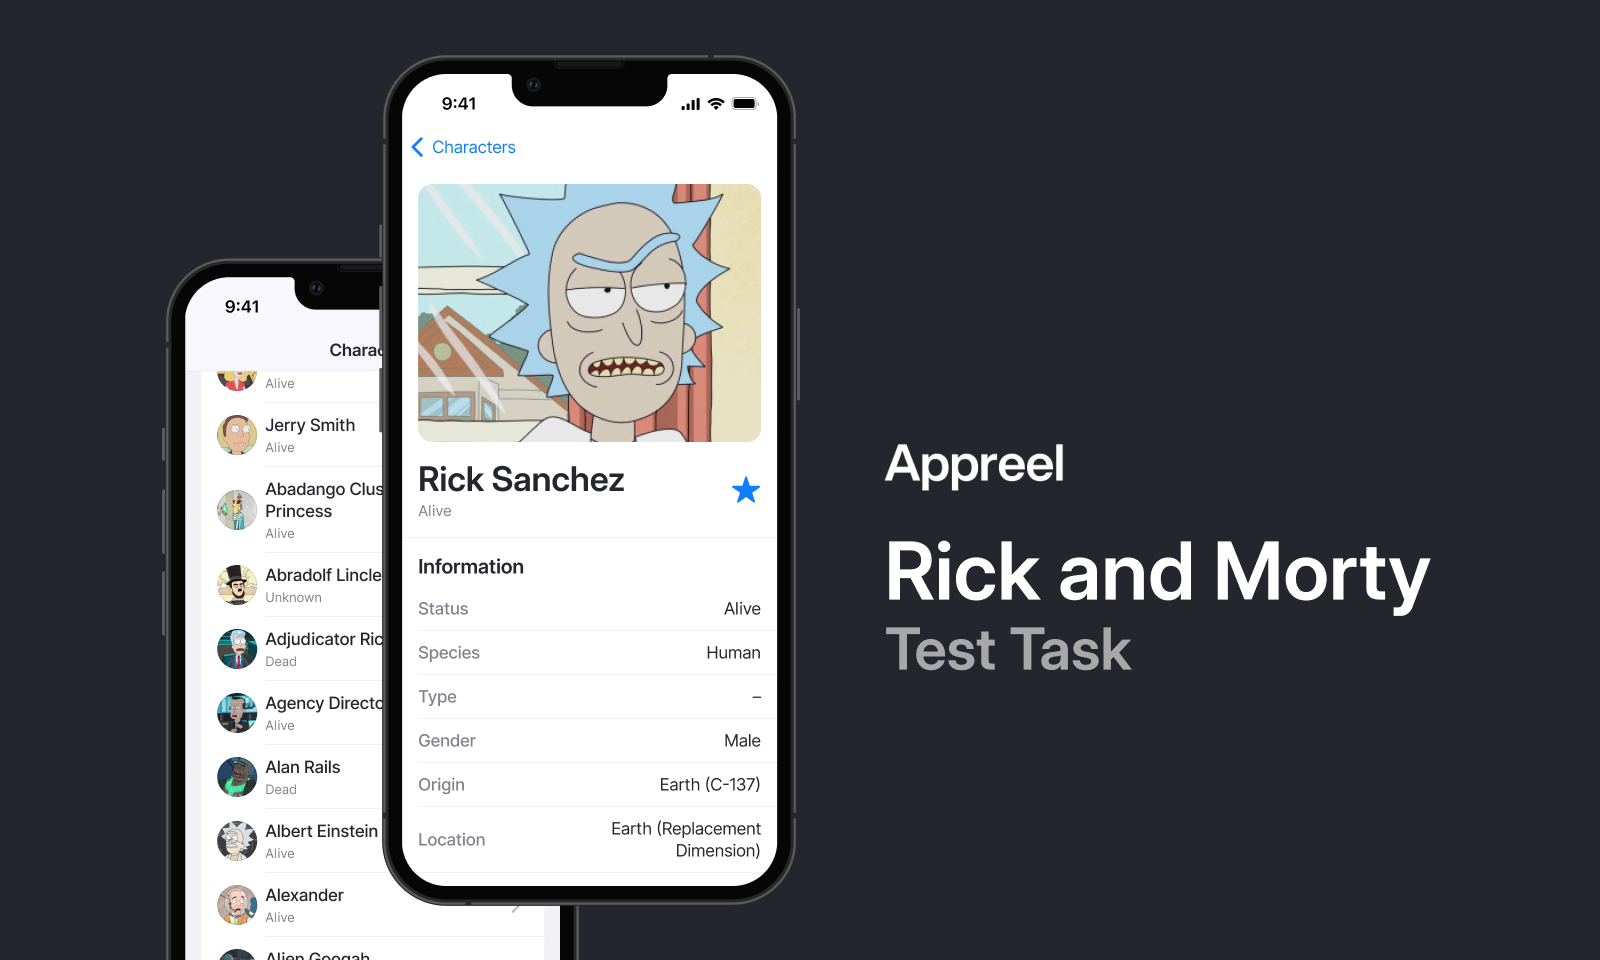 9:41
Charac
Alive
Jerry Smith
Alive
Abadango Clus
Princess
Alive
Abradolf Lincle
Unknown
Adjudicator Ric
Dead
Agency Directo
Alive
Alan Rails
Dead
Albert Einstein
Alive
Alexander
Alive
Alien Googah
9:41
Characters
Rick Sanchez
Alive
Information
Status Alive
Species Human
Type –
Gender Male
Origin Earth (C-137)
Location Earth (Replacement
Dimension)
Appreel
Rick and Morty
Test Task